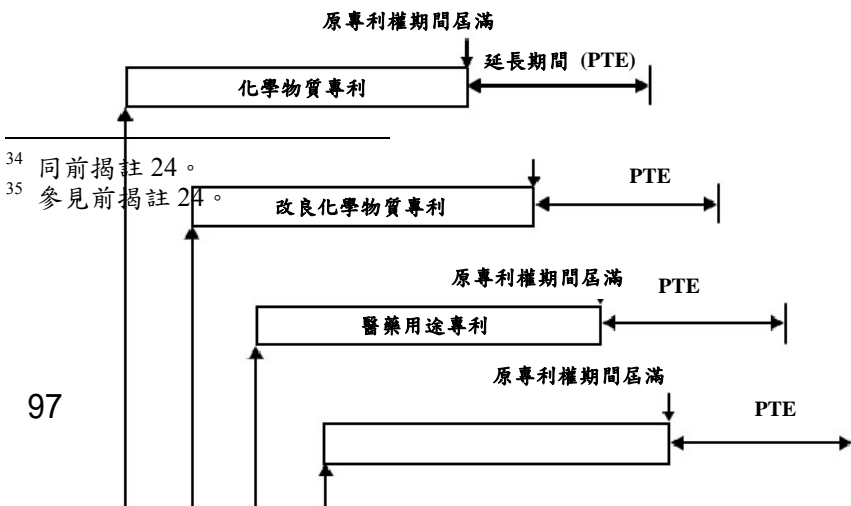 原專利權期間屆滿
延長期間 (PTE)
化學物質專利
34 同前揭註 24。
35 參見前揭註 24。
PTE
改良化學物質專利
原專利權期間屆滿
PTE
醫藥用途專利
原專利權期間屆滿
97
PTE